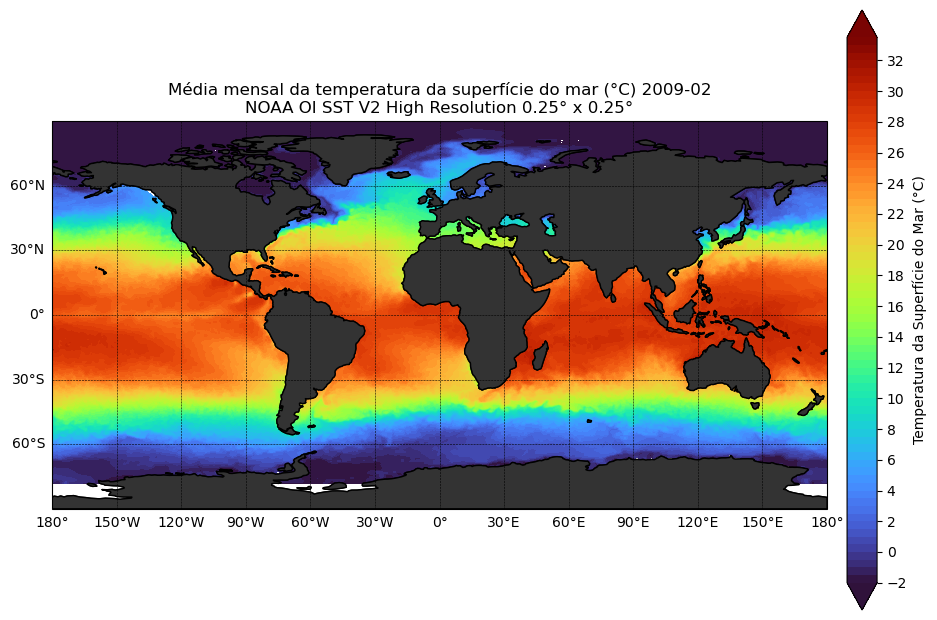 Média mensal da temperatura da superfície do mar (°C) 2009-02
NOAA OI SST V2 High Resolution 0.25° x 0.25°
60°N
30°N
0°
30°S
60°S
180° 150°W 120°W 90°W 60°W 30°W 0° 30°E 60°E 90°E 120°E 150°E 180°
32
30
28
26
24
22
20
18
16
14
12
10
8
6
4
2
0
−2
Temperatura da Superfície do Mar (°C)